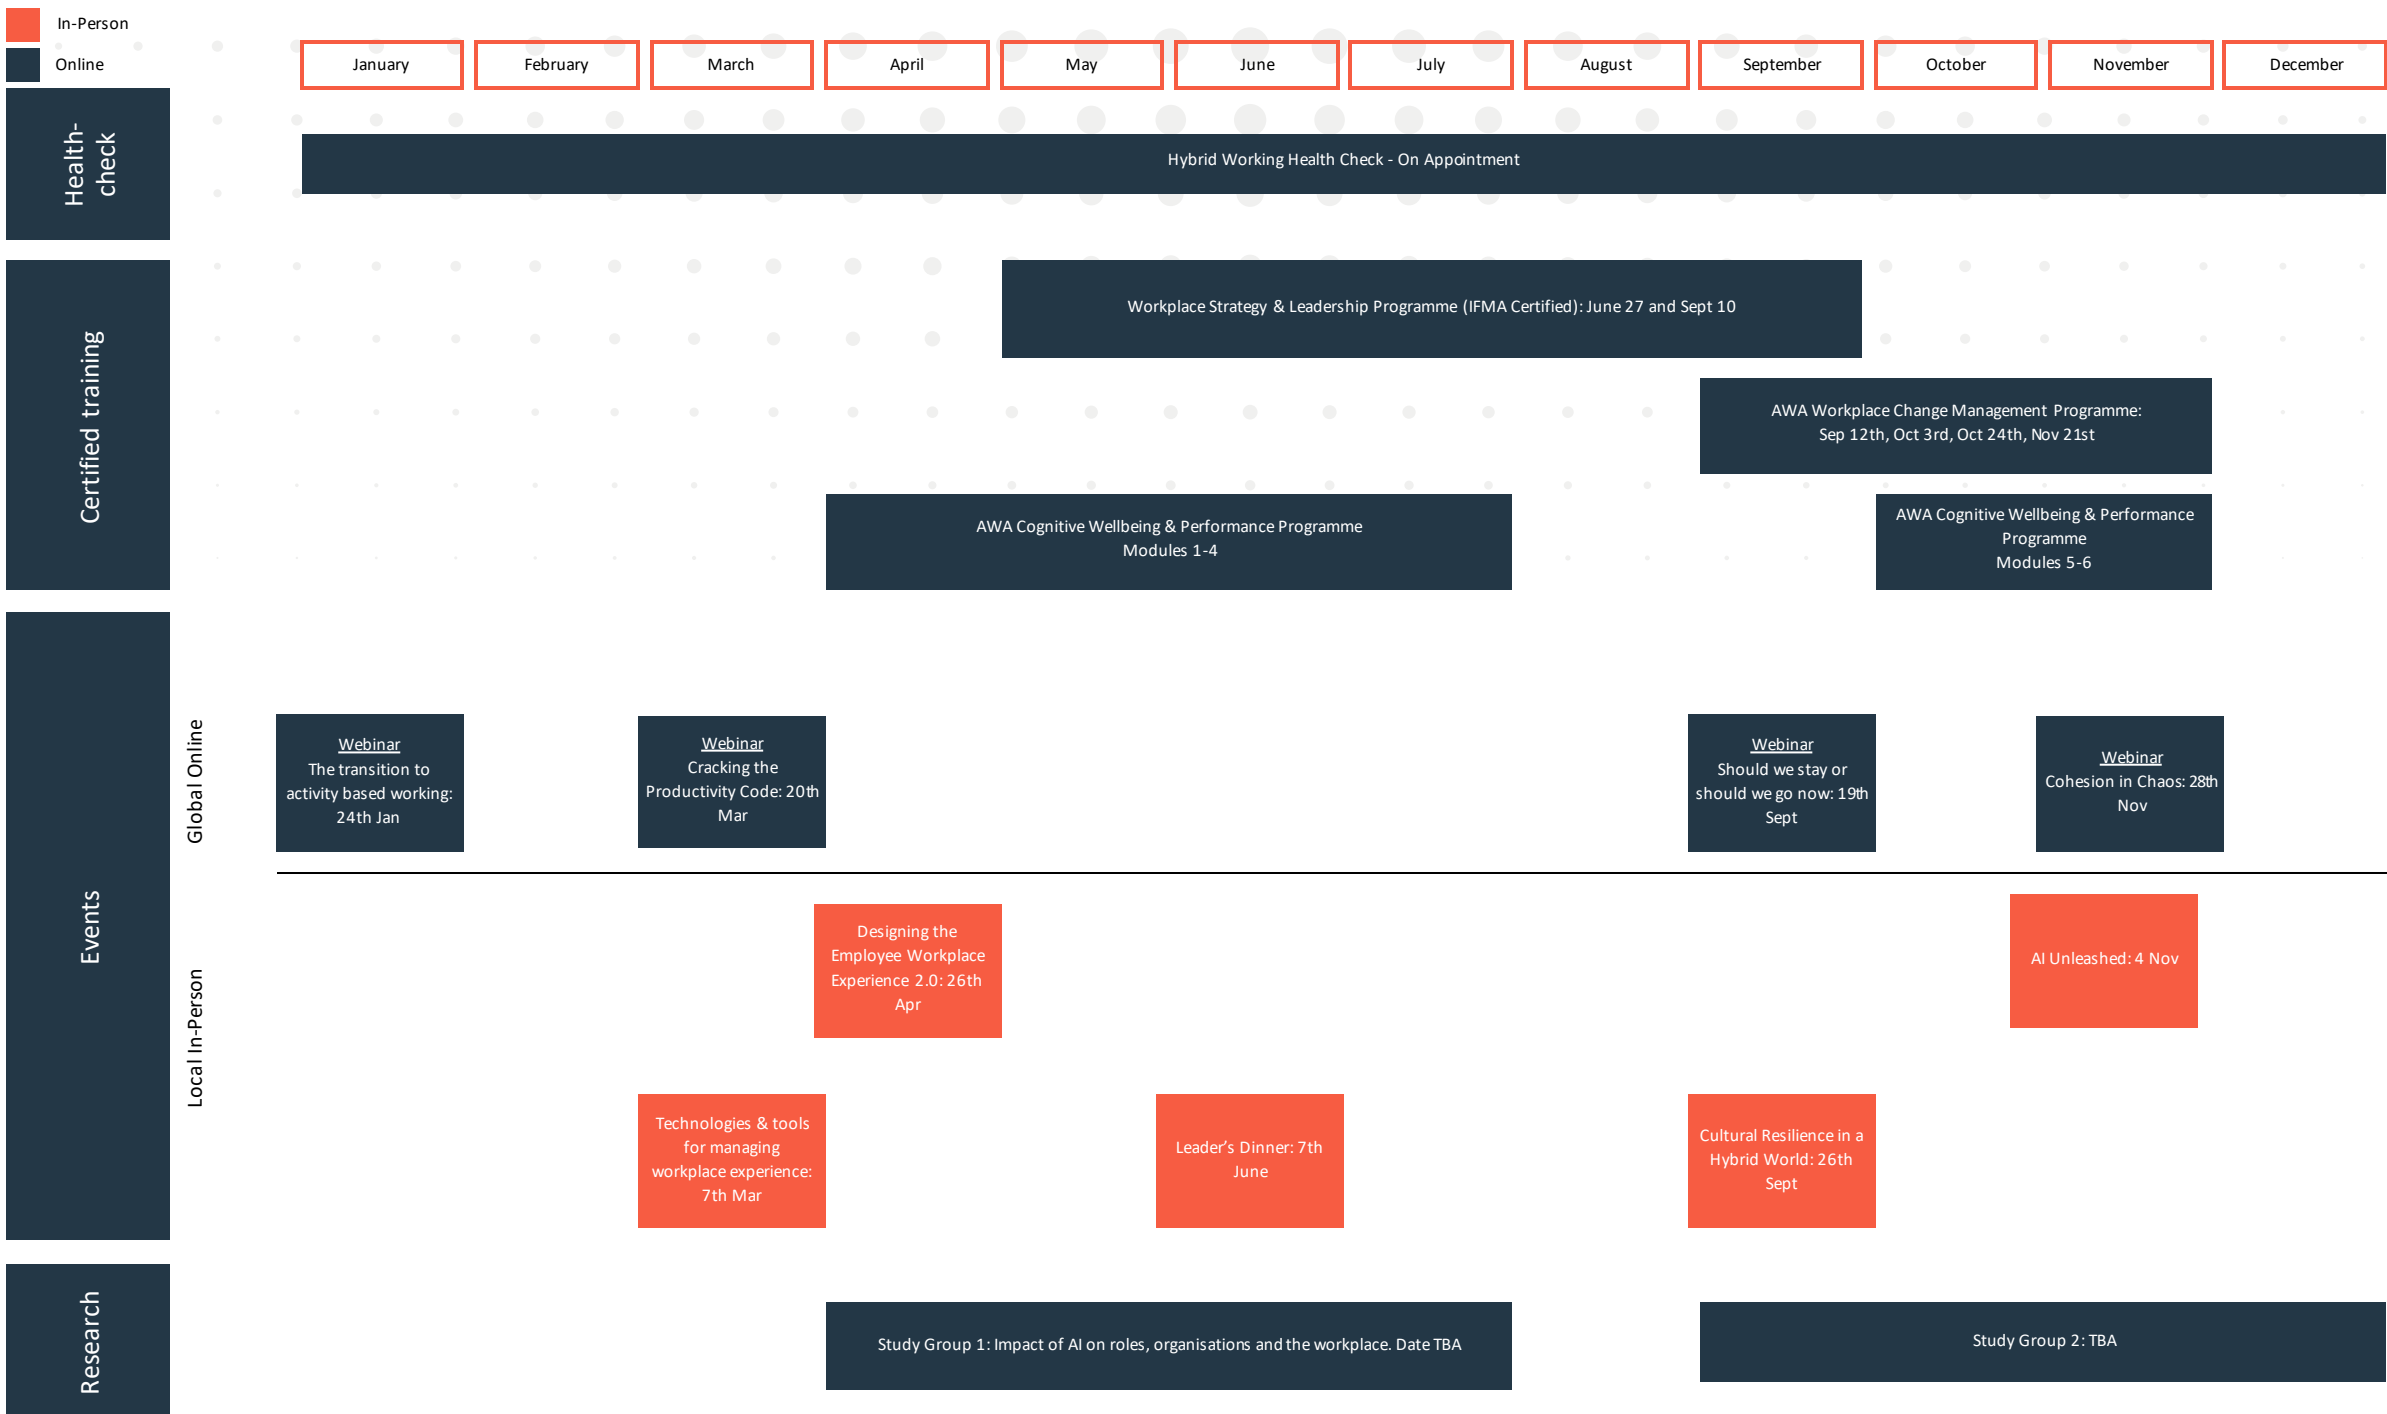 In-Person
Online
January
February
March
April
May
June
July
August
September
October
November
December
Health-
check
Hybrid Working Health Check - On Appointment
Certified training
Workplace Strategy & Leadership Programme (IFMA Certified): June 27 and Sept 10
AWA Workplace Change Management Programme:
Sep 12th, Oct 3rd, Oct 24th, Nov 21st
AWA Cognitive Wellbeing & Performance Programme
Modules 1-4
AWA Cognitive Wellbeing & Performance
Programme
Modules 5-6
Events
Global Online
Webinar
The transition to
activity based working:
24th Jan
Webinar
Cracking the
Productivity Code: 20th
Mar
Webinar
Should we stay or
should we go now: 19th
Sept
Webinar
Cohesion in Chaos: 28th
Nov
Local In-Person
Designing the
Employee Workplace
Experience 2.0: 26th
Apr
AI Unleashed: 4 Nov
Technologies & tools
for managing
workplace experience:
7th Mar
Leader’s Dinner: 7th
June
Cultural Resilience in a
Hybrid World: 26th
Sept
Research
Study Group 1: Impact of AI on roles, organisations and the workplace. Date TBA
Study Group 2: TBA